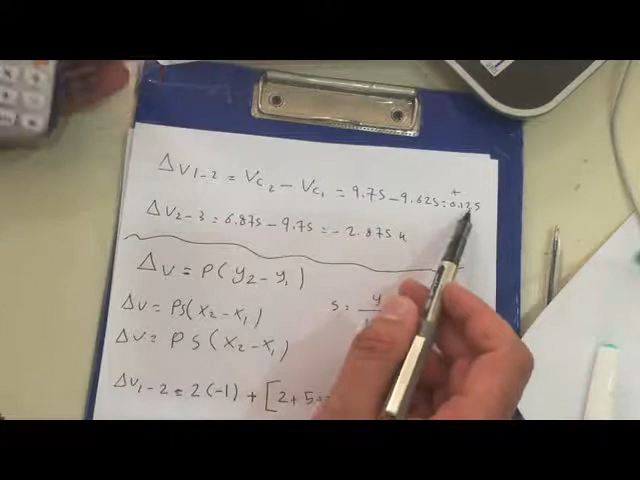 ΔV1-2 = Vc2 - Vc1 = 9.75 - 9.625 = +0.125
ΔV2-3 = 6.875 - 9.75 = -2.875 k
ΔV = P(y2 - y1)
ΔV = PS(x2 - x1)
S = y
ΔV = PS(x2 - x1)
ΔV1-2 = 2(-1) + [2+5